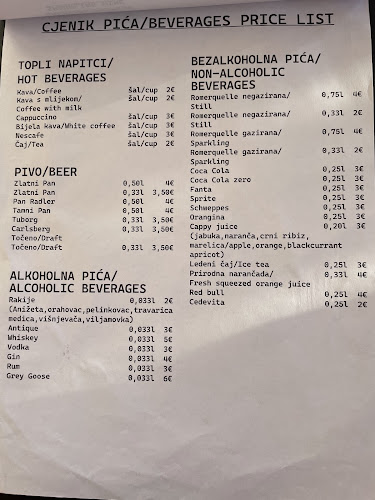 CJENIK PIĆA/BEVERAGES PRICE LIST
TOPLI NAPITCI/
HOT BEVERAGES
Kava/Coffee šal/cup 2€
Kava s mlijekom/ šal/cup 2€
Coffee with milk
Cappuccino šal/cup 3€
Bijela kava/White coffee šal/cup 3€
Nescafe šal/cup 3€
Čaj/Tea šal/cup 2€
PIVO/BEER
Zlatni Pan 0,50l 4€
Zlatni Pan 0,33l 3,50€
Pan Radler 0,50l 4€
Tamni Pan 0,50l 4€
Tuborg 0,33l 3,50€
Carlsberg 0,33l 3,50€
Točeno/Draft
Točeno/Draft 0,33l 3,50€
ALKOHOLNA PIĆA/
ALCOHOLIC BEVERAGES
Rakije 0,033l 2€
(Anižeta,orahovac,pelinkovac,travarica
medica,višnjevača,viljamovka)
Antique 0,033l 3€
Whiskey 0,033l 5€
Vodka 0,033l 3€
Gin 0,033l 4€
Rum 0,033l 3€
Grey Goose 0,033l 6€
BEZALKOHOLNA PIĆA/
NON-ALCOHOLIC
BEVERAGES
Romerquelle negazirana/ 0,75l 4€
Still
Romerquelle negazirana/ 0,33l 2€
Still
Romerquelle gazirana/ 0,75l 4€
Sparkling
Romerquelle gazirana/ 0,33l 2€
Sparkling
Coca Cola 0,25l 3€
Coca Cola zero 0,25l 3€
Fanta 0,25l 3€
Sprite 0,25l 3€
Schweppes 0,25l 3€
Orangina 0,25l 3€
Cappy juice 0,20l 3€
(jabuka,naranča,crni ribiz,
marelica/apple,orange,blackcurrant
apricot)
Ledeni čaj/Ice tea 0,25l 3€
Prirodna narančada/ 0,33l 4€
Fresh squeezed orange juice
Red bull 0,25l 4€
Cedevita 0,25l 2€